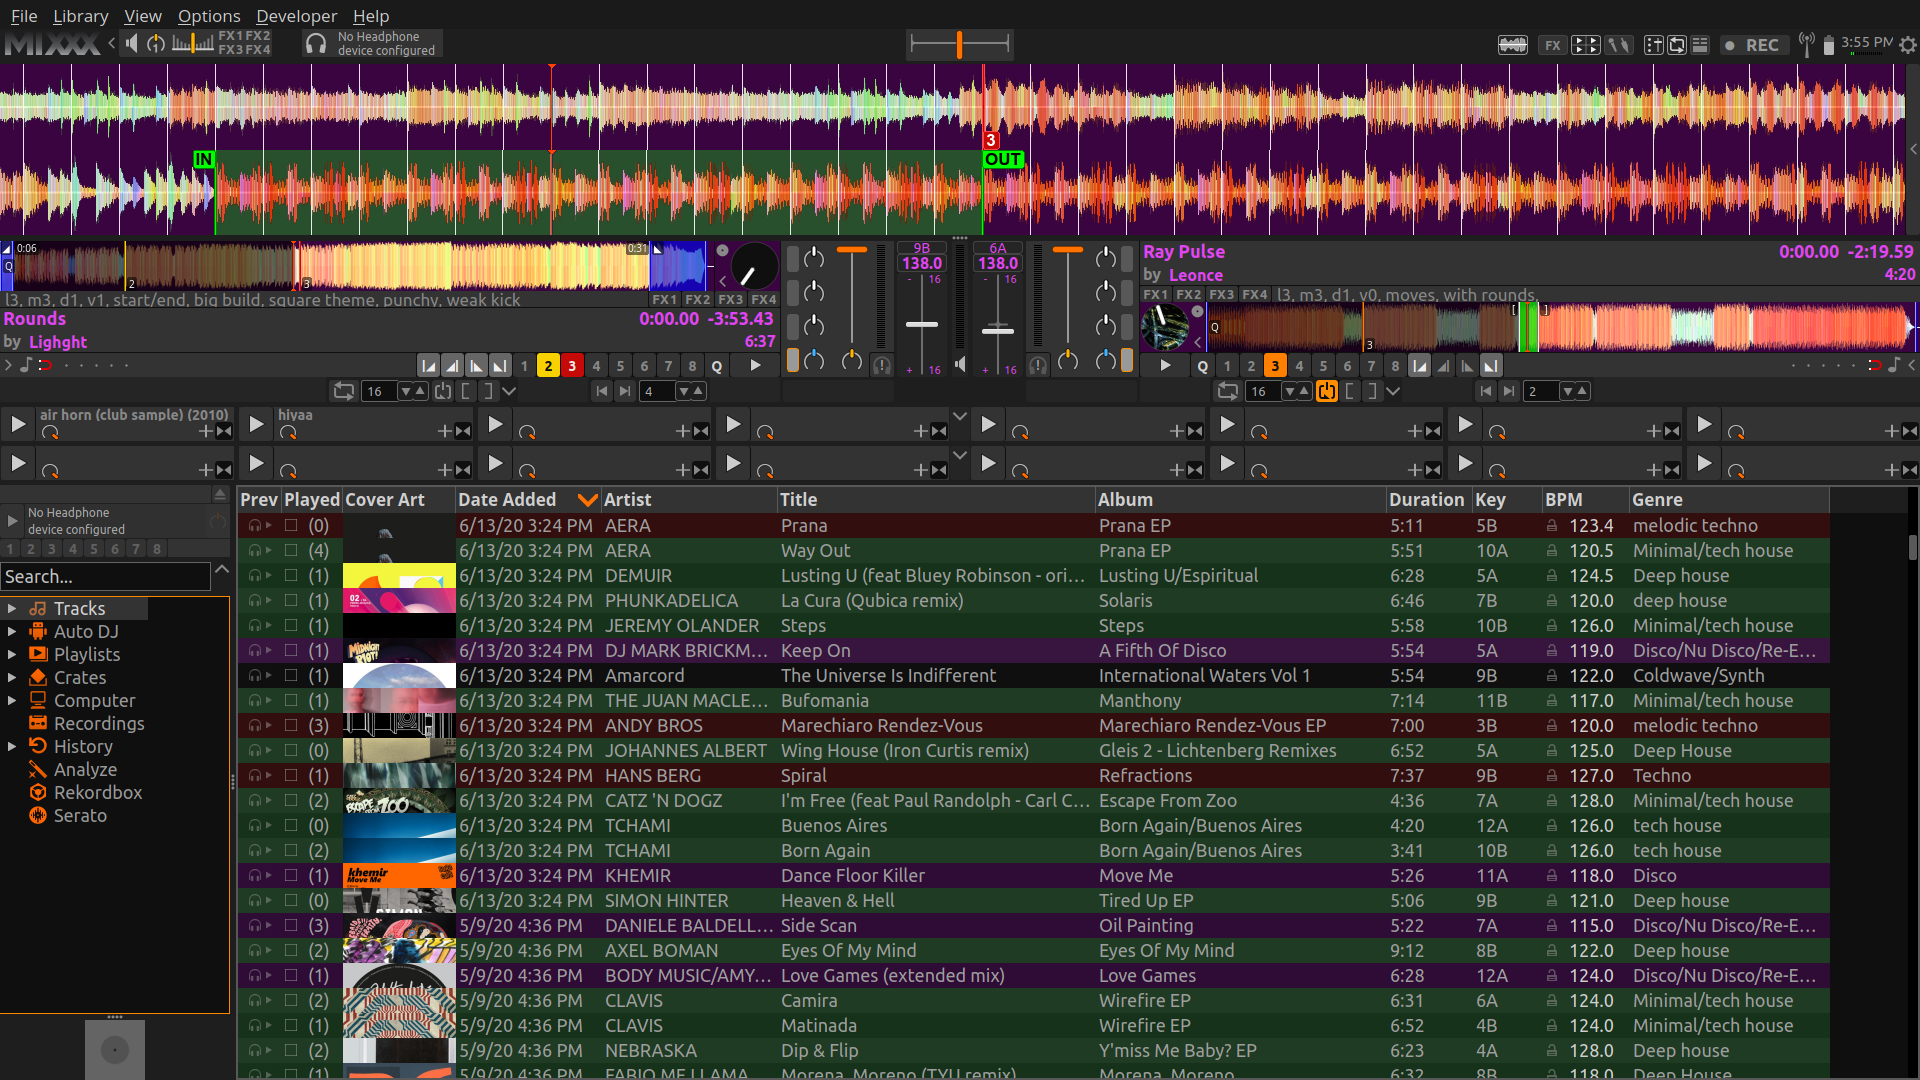 File Library View Options Developer Help
MIXXX FX1 FX2 FX3 FX4 No Headphone device configured FX REC 3:55 PM
3
IN OUT
0:06 0:31 9B 6A Ray Pulse 0:00.00 -2:19.59
Q 138.0 138.0 by Leonce 4:20
2 3 16 16
l3, m3, d1, v1, start/end, big build, square theme, punchy, weak kick FX1 FX2 FX3 FX4 FX1 FX2 FX3 FX4 l3, m3, d1, v0, moves, with rounds,
Rounds 0:00.00 -3:53.43 Q 3
by Lighght 6:37
1 2 3 4 5 6 7 8 Q 16 16 Q 1 2 3 4 5 6 7 8
16 4 16 2
air horn (club sample) (2010) hiyaa
Prev Played Cover Art Date Added Artist Title Album Duration Key BPM Genre
No Headphone device configured
1 2 3 4 5 6 7 8
Search...
Tracks
Auto DJ
Playlists
Crates
Computer
Recordings
History
Analyze
Rekordbox
Serato
(0) 6/13/20 3:24 PM AERA Prana Prana EP 5:11 5B 123.4 melodic techno
(4) 6/13/20 3:24 PM AERA Way Out Prana EP 5:51 10A 120.5 Minimal/tech house
(1) 6/13/20 3:24 PM DEMUIR Lusting U (feat Bluey Robinson - ori... Lusting U/Espiritual 6:28 5A 124.5 Deep house
(1) 02 6/13/20 3:24 PM PHUNKADELICA La Cura (Qubica remix) Solaris 6:46 7B 120.0 deep house
(1) 6/13/20 3:24 PM JEREMY OLANDER Steps Steps 5:58 10B 126.0 Minimal/tech house
(1) MIDNIGHT RIOT! 6/13/20 3:24 PM DJ MARK BRICKM... Keep On A Fifth Of Disco 5:54 5A 119.0 Disco/Nu Disco/Re-E...
(1) 6/13/20 3:24 PM Amarcord The Universe Is Indifferent International Waters Vol 1 5:54 9B 122.0 Coldwave/Synth
(1) 6/13/20 3:24 PM THE JUAN MACLE... Bufomania Manthony 7:14 11B 117.0 Minimal/tech house
(3) 6/13/20 3:24 PM ANDY BROS Marechiaro Rendez-Vous Marechiaro Rendez-Vous EP 7:00 3B 120.0 melodic techno
(0) 6/13/20 3:24 PM JOHANNES ALBERT Wing House (Iron Curtis remix) Gleis 2 - Lichtenberg Remixes 6:52 5A 125.0 Deep House
(1) 6/13/20 3:24 PM HANS BERG Spiral Refractions 7:37 9B 127.0 Techno
(2) ESCAPE FROM ZOO 6/13/20 3:24 PM CATZ 'N DOGZ I'm Free (feat Paul Randolph - Carl C... Escape From Zoo 4:36 7A 128.0 Minimal/tech house
(0) 6/13/20 3:24 PM TCHAMI Buenos Aires Born Again/Buenos Aires 4:20 12A 126.0 tech house
(2) 6/13/20 3:24 PM TCHAMI Born Again Born Again/Buenos Aires 3:41 10B 126.0 tech house
(1) khemir Move Me 6/13/20 3:24 PM KHEMIR Dance Floor Killer Move Me 5:26 11A 118.0 Disco
(0) SIMON 6/13/20 3:24 PM SIMON HINTER Heaven & Hell Tired Up EP 5:06 9B 121.0 Deep house
(3) 5/9/20 4:36 PM DANIELE BALDELL... Side Scan Oil Painting 5:22 7A 115.0 Disco/Nu Disco/Re-E...
(2) 5/9/20 4:36 PM AXEL BOMAN Eyes Of My Mind Eyes Of My Mind 9:12 8B 122.0 Deep house
(1) 5/9/20 4:36 PM BODY MUSIC/AMY... Love Games (extended mix) Love Games 6:28 12A 124.0 Disco/Nu Disco/Re-E...
(2) 5/9/20 4:36 PM CLAVIS Camira Wirefire EP 6:31 6A 124.0 Minimal/tech house
(1) 5/9/20 4:36 PM CLAVIS Matinada Wirefire EP 6:52 4B 124.0 Minimal/tech house
(2) 5/9/20 4:36 PM NEBRASKA Dip & Flip Y'miss Me Baby? EP 6:23 4A 128.0 Deep house
(1) 5/9/20 4:36 PM FABIO ME LLAMA Morena, Moreno (TYU remix) Morena, Moreno 6:32 8B 118.0 Deep House